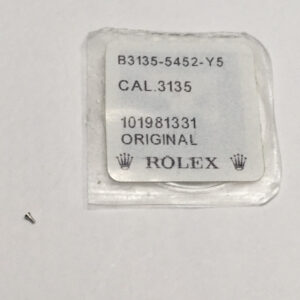 B3135-5452-Y5
CAL.3135
101981331
ORIGINAL
ROLEX